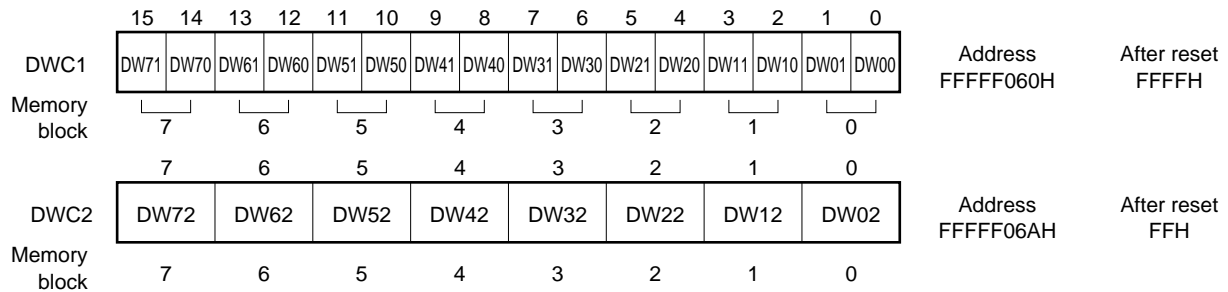 15 14 13 12 11 10 9 8 7 6 5 4 3 2 1 0
DWC1 DW71 DW70 DW61 DW60 DW51 DW50 DW41 DW40 DW31 DW30 DW21 DW20 DW11 DW10 DW01 DW00 Address FFFFF060H After reset FFFFH
Memory block 7 6 5 4 3 2 1 0
7 6 5 4 3 2 1 0
DWC2 DW72 DW62 DW52 DW42 DW32 DW22 DW12 DW02 Address FFFFF06AH After reset FFH
Memory block 7 6 5 4 3 2 1 0